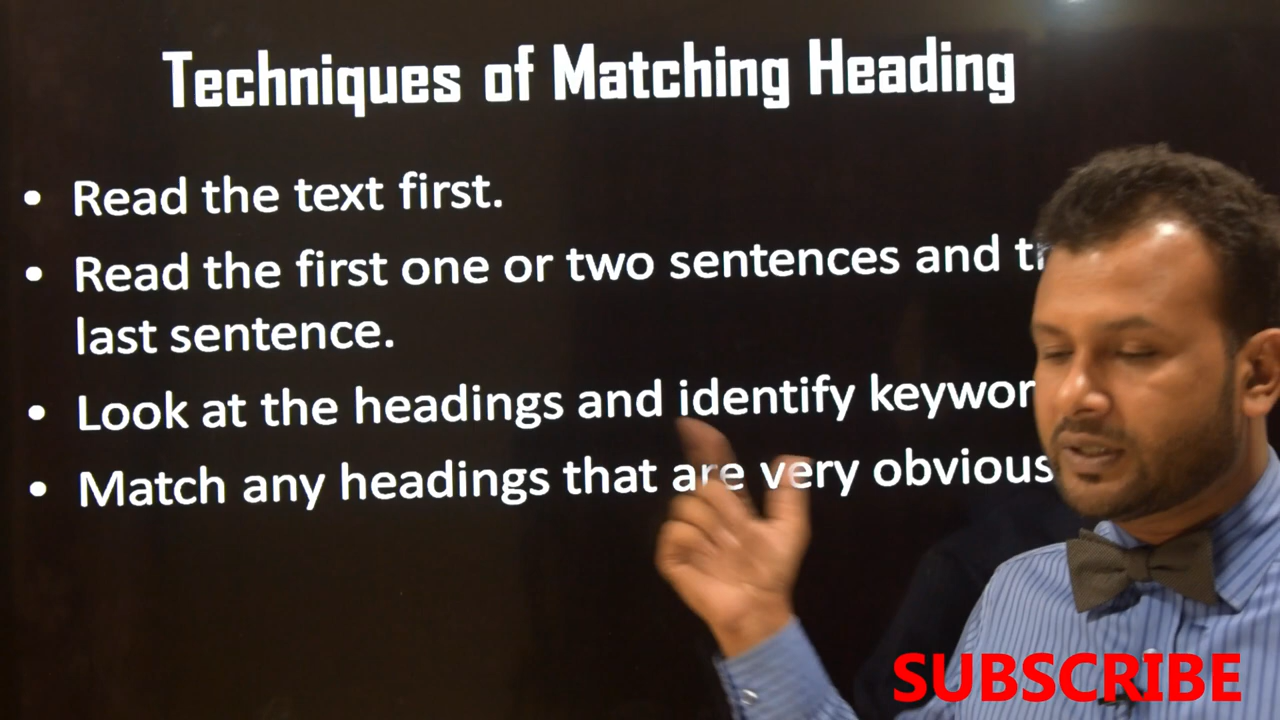 Techniques of Matching Heading
• Read the text first.
• Read the first one or two sentences and
last sentence.
• Look at the headings and identify
• Match any headings that are very obvious
SUBSCRIBE